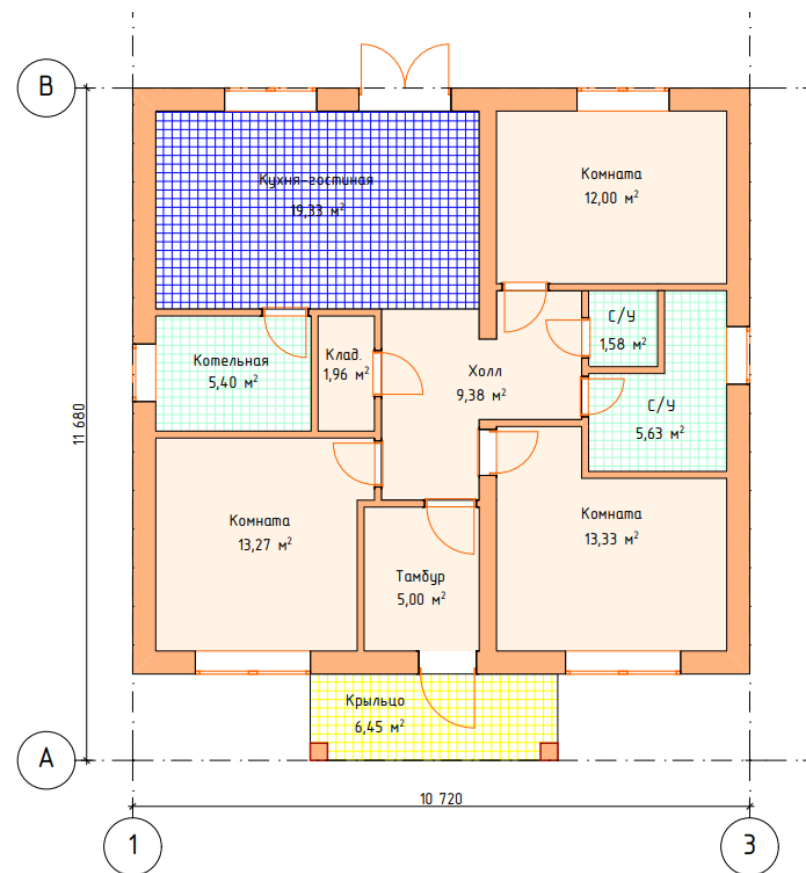 В
Кухня-гостиная
19,33 м²
Комната
12,00 м²
С/У
1,58 м²
Котельная
5,40 м²
Клад.
1,96 м²
Холл
9,38 м²
С/У
5,63 м²
11 680
Комната
13,27 м²
Комната
13,33 м²
Тамбур
5,00 м²
Крыльцо
6,45 м²
А
10 720
1
3